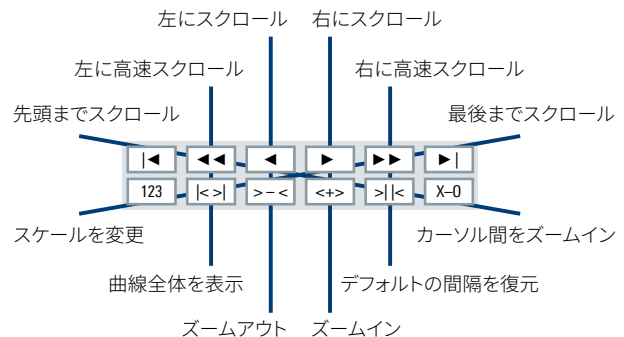 左にスクロール 右にスクロール
左に高速スクロール 右に高速スクロール
先頭までスクロール 最後までスクロール
|◄ ◄◄ ◄ ► ►► ►|
123 |< >| >–< <+> >||< X–O
スケールを変更 カーソル間をズームイン
曲線全体を表示 デフォルトの間隔を復元
ズームアウト ズームイン